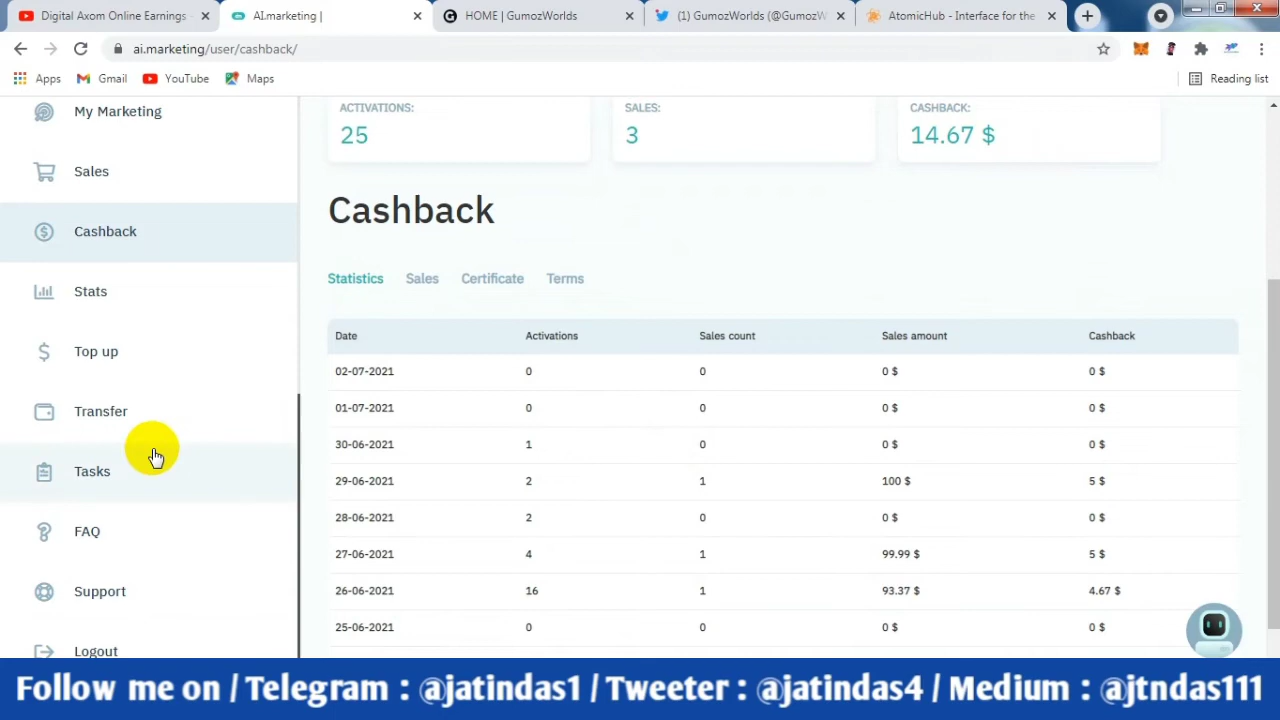 Digital Axom Online Earnings
AI.marketing |
HOME | GumozWorlds
(1) GumozWorlds (@GumozW
AtomicHub - Interface for the
ai.marketing/user/cashback/
Apps
Gmail
YouTube
Maps
Reading list
My Marketing
Sales
Cashback
Stats
Top up
Transfer
Tasks
FAQ
Support
Logout
ACTIVATIONS: SALES: CASHBACK:
25 3 14.67 $
Cashback
Statistics Sales Certificate Terms
Date Activations Sales count Sales amount Cashback
02-07-2021 0 0 0 $ 0 $
01-07-2021 0 0 0 $ 0 $
30-06-2021 1 0 0 $ 0 $
29-06-2021 2 1 100 $ 5 $
28-06-2021 2 0 0 $ 0 $
27-06-2021 4 1 99.99 $ 5 $
26-06-2021 16 1 93.37 $ 4.67 $
25-06-2021 0 0 0 $ 0 $
Follow me on / Telegram : @jatindas1 / Tweeter : @jatindas4 / Medium : @jtndas111